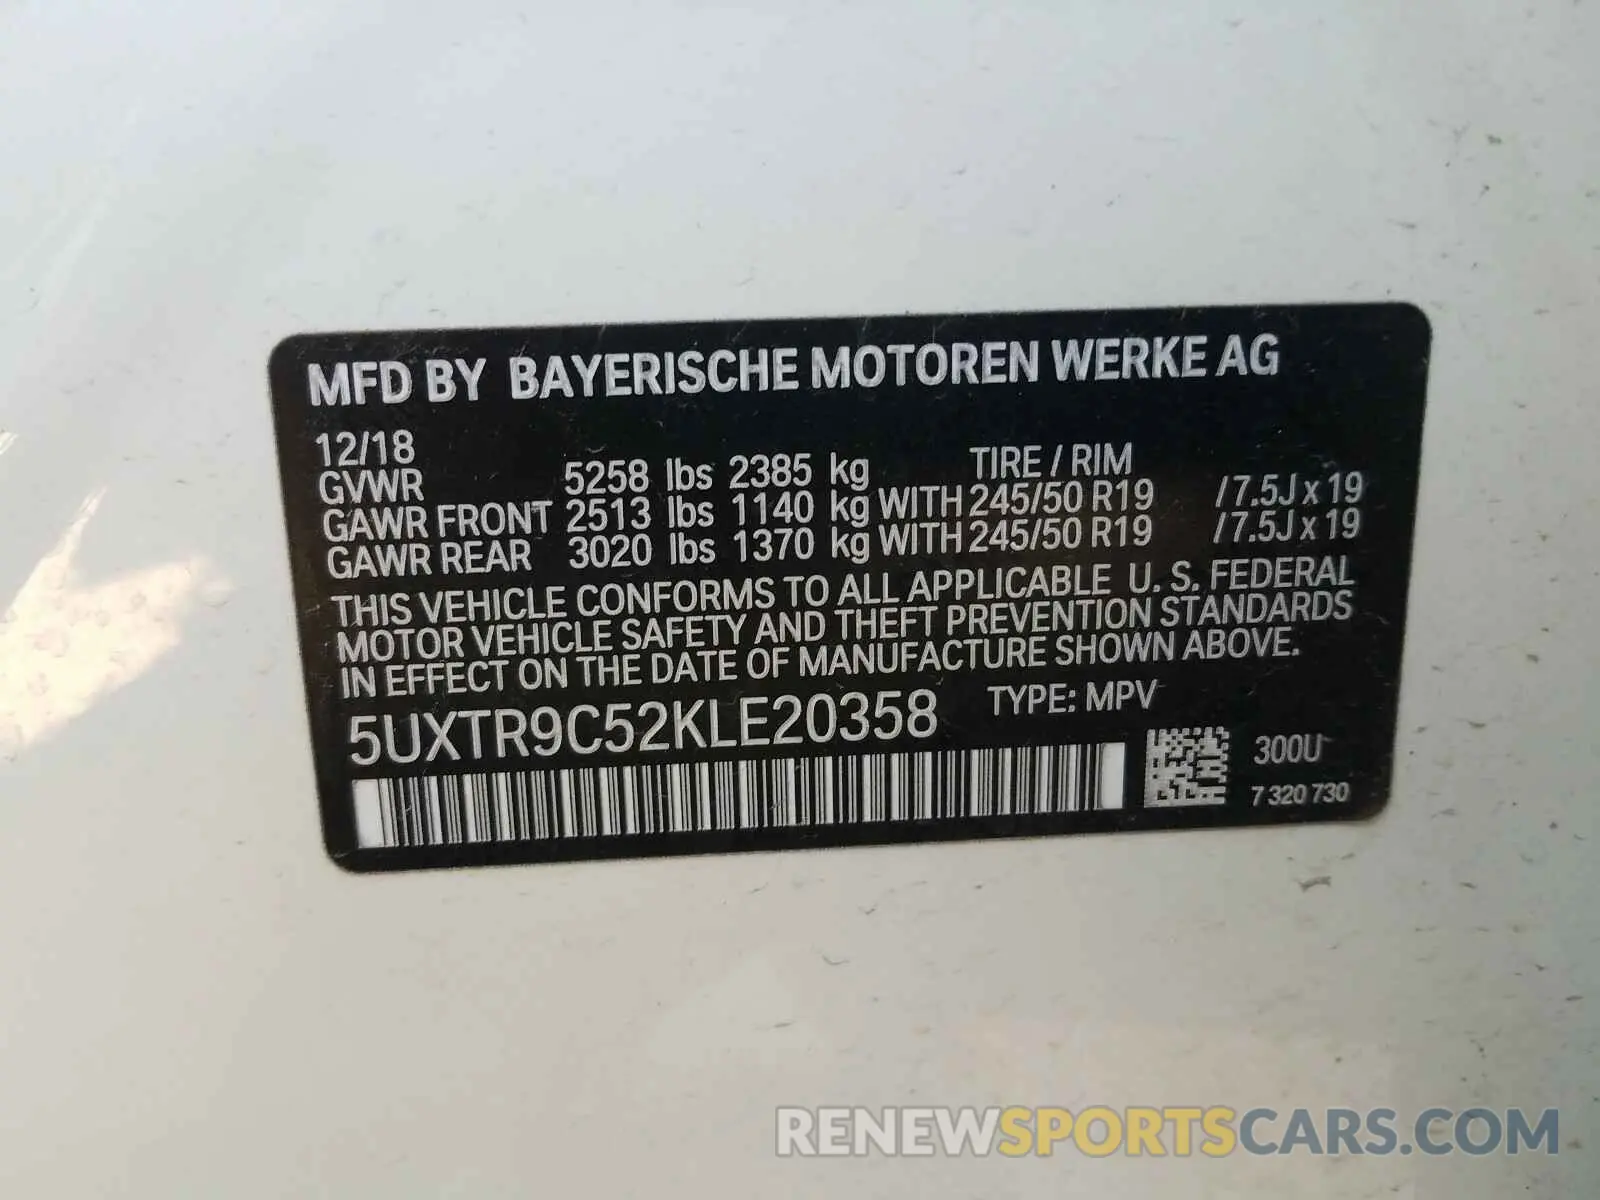 MFD BY BAYERISCHE MOTOREN WERKE AG
12/18 TIRE / RIM
GVWR 5258 lbs 2385 kg
GAWR FRONT 2513 lbs 1140 kg WITH 245/50 R19 /7.5J x 19
GAWR REAR 3020 lbs 1370 kg WITH 245/50 R19 /7.5J x 19
THIS VEHICLE CONFORMS TO ALL APPLICABLE U. S. FEDERAL
MOTOR VEHICLE SAFETY AND THEFT PREVENTION STANDARDS
IN EFFECT ON THE DATE OF MANUFACTURE SHOWN ABOVE.
5UXTR9C52KLE20358 TYPE: MPV
300U
7 320 730
RENEWSPORTSCARS.COM